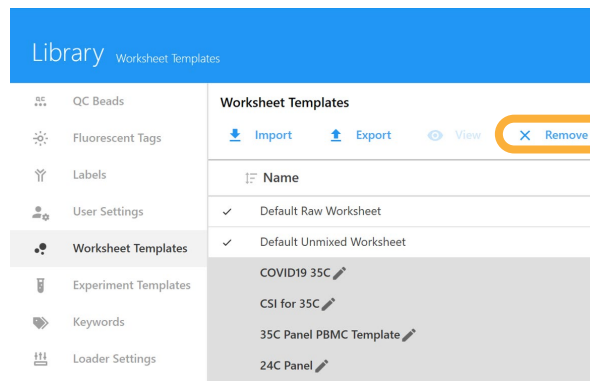 Library Worksheet Templates
QC Beads
Fluorescent Tags
Labels
User Settings
Worksheet Templates
Experiment Templates
Keywords
Loader Settings
Worksheet Templates
Import Export View Remove
Name
Default Raw Worksheet
Default Unmixed Worksheet
COVID19 35C
CSI for 35C
35C Panel PBMC Template
24C Panel